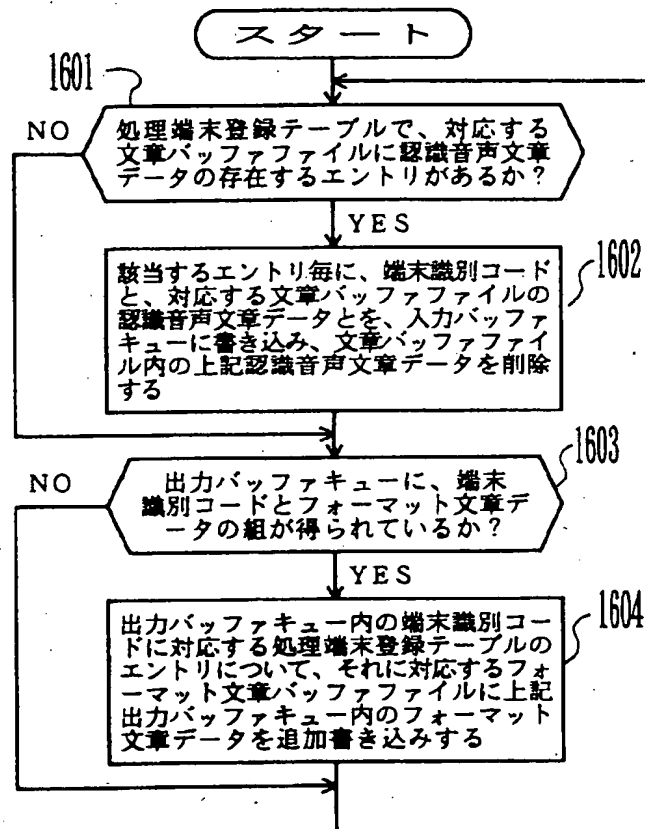 スタート
1601
NO
処理端末登録テーブルで、対応する
文章バッファファイルに認識音声文章
データの存在するエントリがあるか？
YES
1602
該当するエントリ毎に、端末識別コード
と、対応する文章バッファファイルの
認識音声文章データとを、入力バッファ
キューに書き込み、文章バッファファイ
ル内の上記認識音声文章データを削除
する
1603
NO
出力バッファキューに、端末
識別コードとフォーマット文章デ
ータの組が得られているか？
YES
1604
出力バッファキュー内の端末識別コー
ドに対応する処理端末登録テーブルの
エントリについて、それに対応するフォ
ーマット文章バッファファイルに上記
出力バッファキュー内のフォーマット
文章データを追加書き込みする